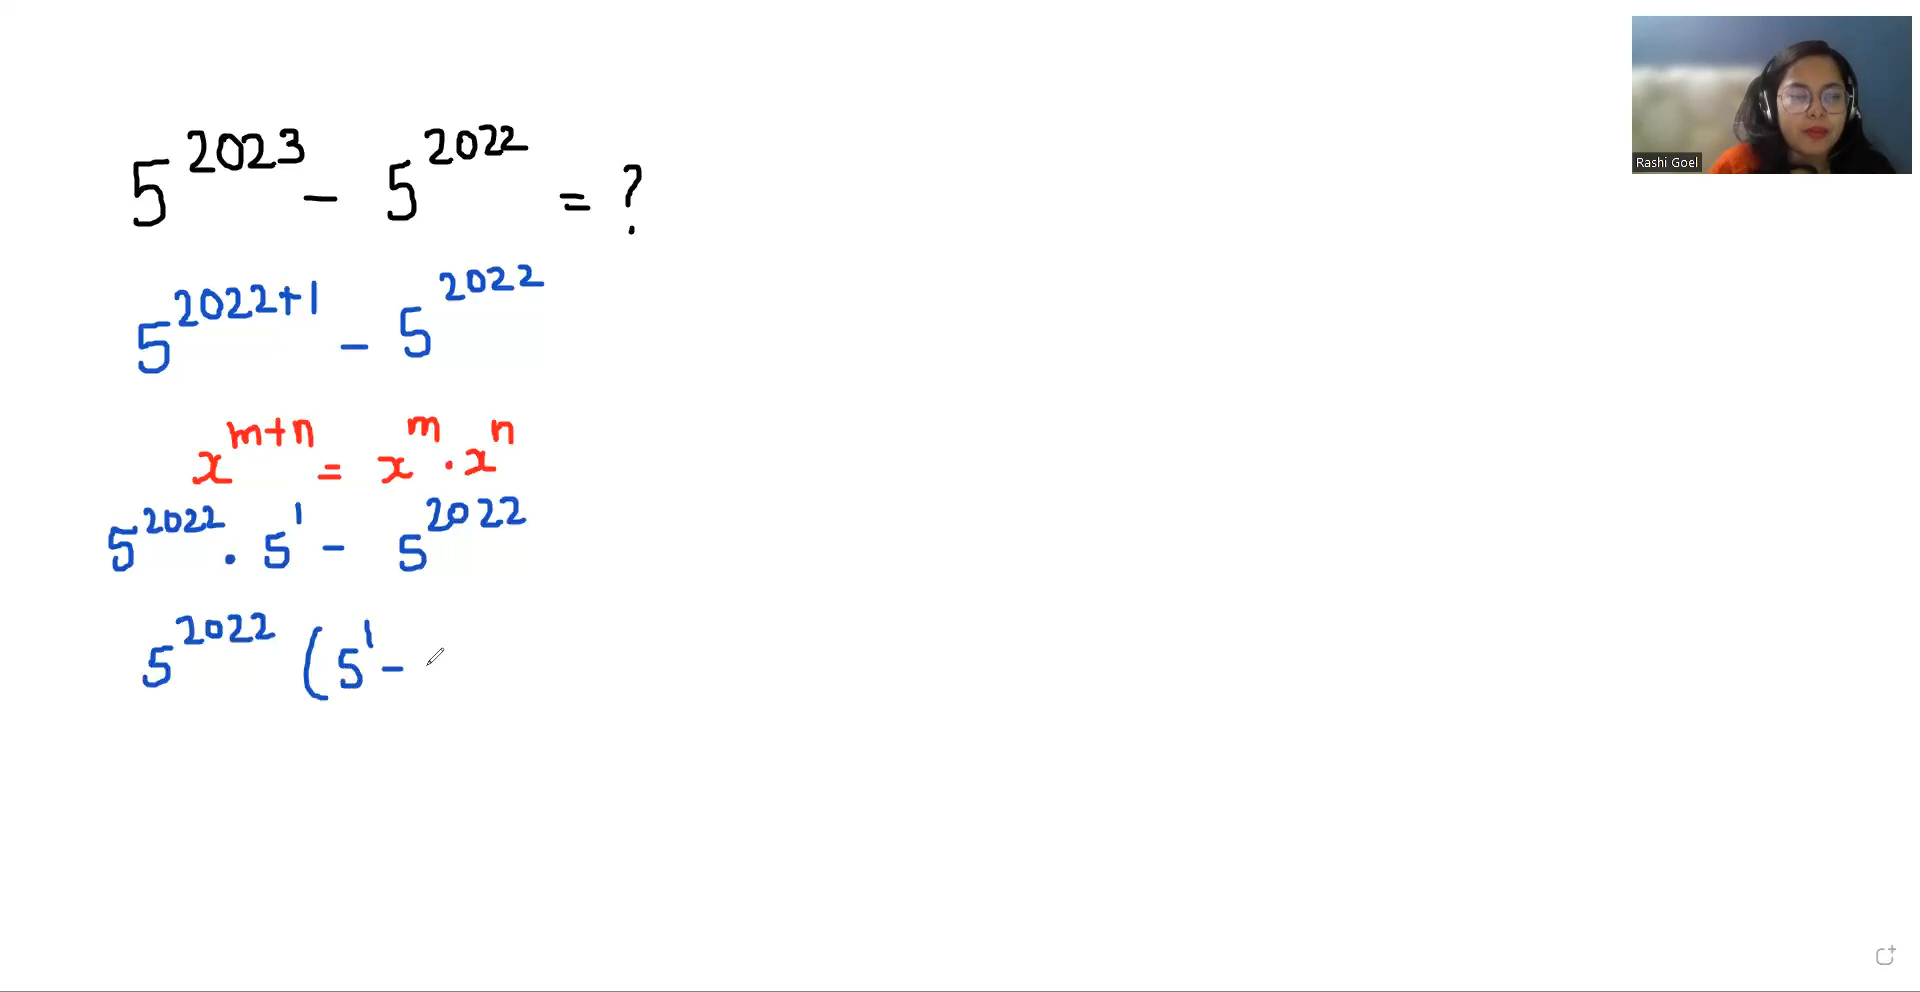 5^2023 - 5^2022 = ?
5^2022+1 - 5^2022
x^m+n = x^m . x^n
5^2022 . 5^1 - 5^2022
5^2022 (5^1 -
Rashi Goel